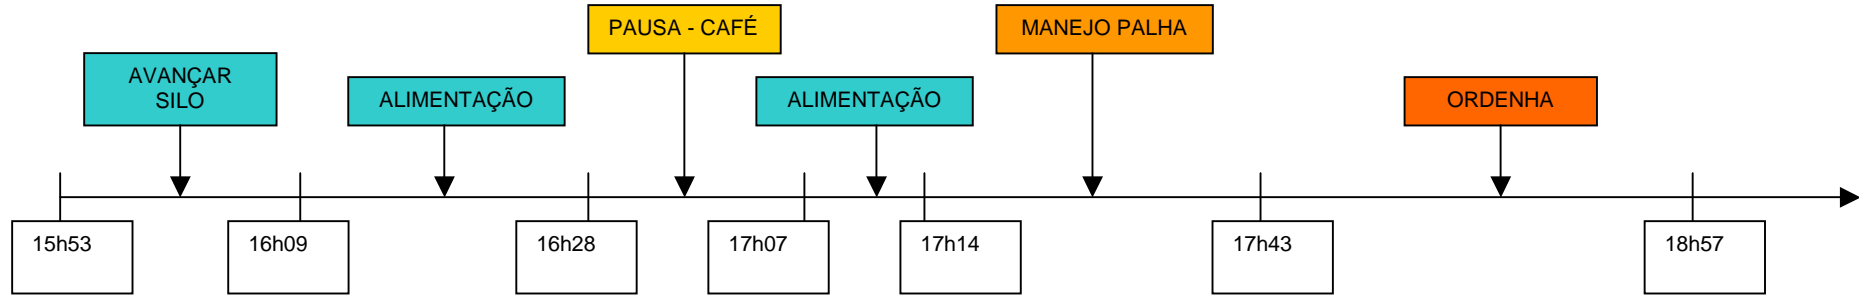 PAUSA - CAFÉ
MANEJO PALHA
AVANÇAR
SILO
ALIMENTAÇÃO
ALIMENTAÇÃO
ORDENHA
15h53
16h09
16h28
17h07
17h14
17h43
18h57